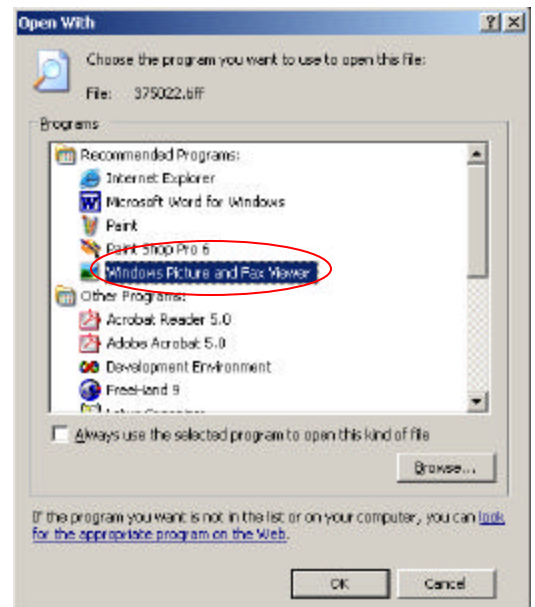 Open With
Choose the program you want to use to open this file:
File: 375022.tiff
Programs
Recommended Programs:
Internet Explorer
Microsoft Word for Windows
Paint
Paint Shop Pro 6
Windows Picture and Fax Viewer
Other Programs:
Acrobat Reader 5.0
Adobe Acrobat 5.0
Development Environment
FreeHand 9
Always use the selected program to open this kind of file
Browse...
If the program you want is not in the list or on your computer, you can look
for the appropriate program on the Web.
OK
Cancel